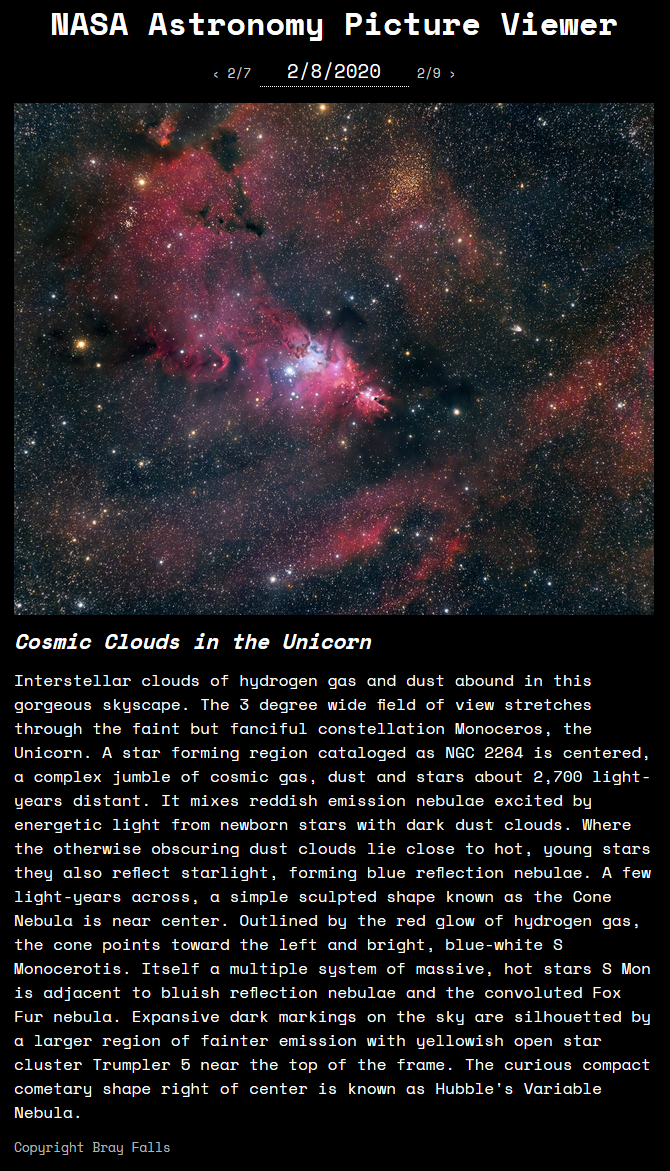 NASA Astronomy Picture Viewer
‹ 2/7 2/8/2020 2/9 ›
Cosmic Clouds in the Unicorn
Interstellar clouds of hydrogen gas and dust abound in this
gorgeous skyscape. The 3 degree wide field of view stretches
through the faint but fanciful constellation Monoceros, the
Unicorn. A star forming region cataloged as NGC 2264 is centered,
a complex jumble of cosmic gas, dust and stars about 2,700 light-
years distant. It mixes reddish emission nebulae excited by
energetic light from newborn stars with dark dust clouds. Where
the otherwise obscuring dust clouds lie close to hot, young stars
they also reflect starlight, forming blue reflection nebulae. A few
light-years across, a simple sculpted shape known as the Cone
Nebula is near center. Outlined by the red glow of hydrogen gas,
the cone points toward the left and bright, blue-white S
Monocerotis. Itself a multiple system of massive, hot stars S Mon
is adjacent to bluish reflection nebulae and the convoluted Fox
Fur nebula. Expansive dark markings on the sky are silhouetted by
a larger region of fainter emission with yellowish open star
cluster Trumpler 5 near the top of the frame. The curious compact
cometary shape right of center is known as Hubble's Variable
Nebula.
Copyright Bray Falls